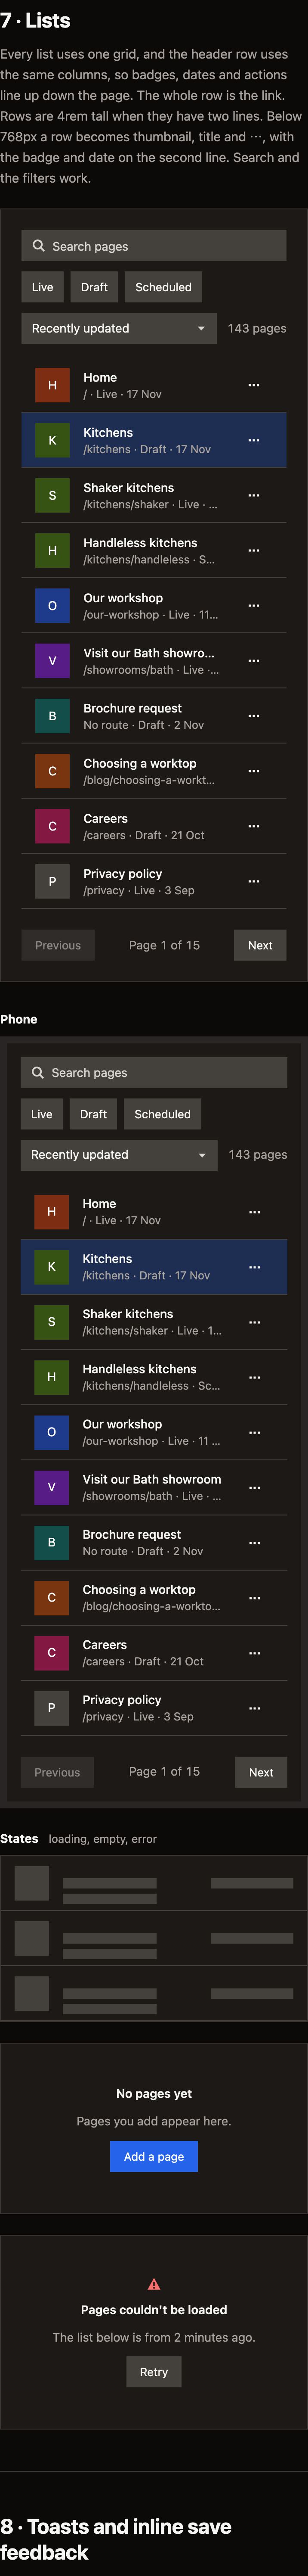 7 · Lists
Every list uses one grid, and the header row uses
the same columns, so badges, dates and actions
line up down the page. The whole row is the link.
Rows are 4rem tall when they have two lines. Below
768px a row becomes thumbnail, title and ···, with
the badge and date on the second line. Search and
the filters work.
Search pages
Live
Draft
Scheduled
Recently updated
143 pages
H
Home
/ · Live · 17 Nov
K
Kitchens
/kitchens · Draft · 17 Nov
S
Shaker kitchens
/kitchens/shaker · Live · ...
H
Handleless kitchens
/kitchens/handleless · S...
O
Our workshop
/our-workshop · Live · 11...
V
Visit our Bath showro...
/showrooms/bath · Live ·...
B
Brochure request
No route · Draft · 2 Nov
C
Choosing a worktop
/blog/choosing-a-workt...
C
Careers
/careers · Draft · 21 Oct
P
Privacy policy
/privacy · Live · 3 Sep
Previous
Page 1 of 15
Next
Phone
Search pages
Live
Draft
Scheduled
Recently updated
143 pages
H
Home
/ · Live · 17 Nov
K
Kitchens
/kitchens · Draft · 17 Nov
S
Shaker kitchens
/kitchens/shaker · Live · 1...
H
Handleless kitchens
/kitchens/handleless · Sc...
O
Our workshop
/our-workshop · Live · 11 ...
V
Visit our Bath showroom
/showrooms/bath · Live · ...
B
Brochure request
No route · Draft · 2 Nov
C
Choosing a worktop
/blog/choosing-a-workto...
C
Careers
/careers · Draft · 21 Oct
P
Privacy policy
/privacy · Live · 3 Sep
Previous
Page 1 of 15
Next
States loading, empty, error
No pages yet
Pages you add appear here.
Add a page
Pages couldn't be loaded
The list below is from 2 minutes ago.
Retry
8 · Toasts and inline save
feedback